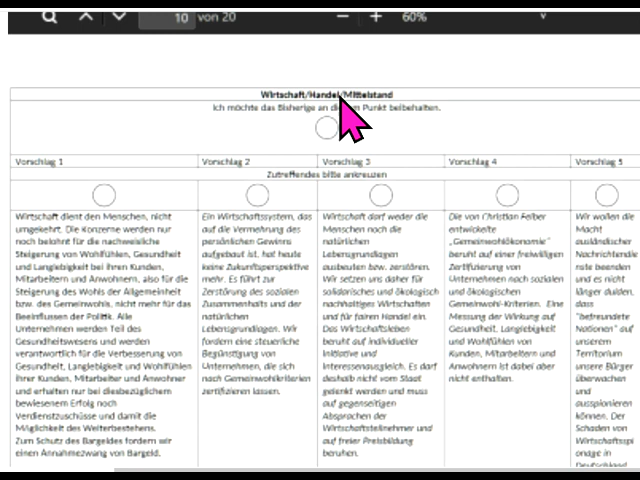 10 von 20
60%
Wirtschaft/Handel/Mittelstand
Ich möchte das Bisherige an Punkt beibehalten.
Vorschlag 1
Vorschlag 2
Vorschlag 3
Vorschlag 4
Vorschlag 5
Zutreffendes bitte ankreuzen
Wirtschaft dient den Menschen, nicht
umgekehrt. Die Konzerne werden nur
noch belohnt für die nachweisliche
Steigerung von Wohlfühlen, Gesundheit
und Langlebigkeit bei ihren Kunden,
Mitarbeitern und Anwohnern, also für die
Steigerung des Wohls der Allgemeinheit
bzw. des Gemeinwohls, nicht mehr für das
Beeinflussen der Politik. Alle
Unternehmen werden Teil des
Gesundheitswesens und werden
verantwortlich für die Verbesserung von
Gesundheit, Langlebigkeit und Wohlfühlen
ihrer Kunden, Mitarbeiter und Anwohner
und erhalten nur bei diesbezüglichem
bewiesenem Erfolg noch
Verdienstzuschüsse und damit die
Möglichkeit des Weiterbestehens.
Zum Schutz des Bargeldes fordern wir
einen Annahmezwang von Bargeld.
Ein Wirtschaftssystem, das
auf die Vermehrung des
persönlichen Gewinns
aufgebaut ist, hat heute
keine Zukunftsperspektive
mehr. Es führt zur
Zerstörung des sozialen
Zusammenhalts und der
natürlichen
Lebensgrundlagen. Wir
fordern eine steuerliche
Begünstigung von
Unternehmen, die sich
nach Gemeinwohlkriterien
zertifizieren lassen.
Wirtschaft darf weder die
Menschen noch die
natürlichen
Lebensgrundlagen
ausbeuten bzw. zerstören.
Wir setzen uns daher für
solidarisches und ökologisch
nachhaltiges Wirtschaften
und für fairen Handel ein.
Das Wirtschaftsleben
beruht auf individueller
Initiative und
Interessenausgleich. Es darf
deshalb nicht vom Staat
gelenkt werden und muss
auf gegenseitigen
Absprachen der
Wirtschaftsteilnehmer und
auf freier Preisbildung
beruhen.
Die von Christian Felber
entwickelte
„Gemeinwohlökonomie"
beruht auf einer freiwilligen
Zertifizierung von
Unternehmen nach sozialen
und ökologischen
Gemeinwohl-Kriterien. Eine
Messung der Wirkung auf
Gesundheit, Langlebigkeit
und Wohlfühlen von
Kunden, Mitarbeitern und
Anwohnern ist dabei aber
nicht enthalten.
Wir wollen die
Macht
ausländischer
Nachrichtendie
nste beenden
und es nicht
länger dulden,
dass
"befreundete
Nationen" auf
unserem
Territorium
unsere Bürger
überwachen
und
ausspionieren
können. Der
Schaden von
Wirtschaftsspi
onage in
Deutschland